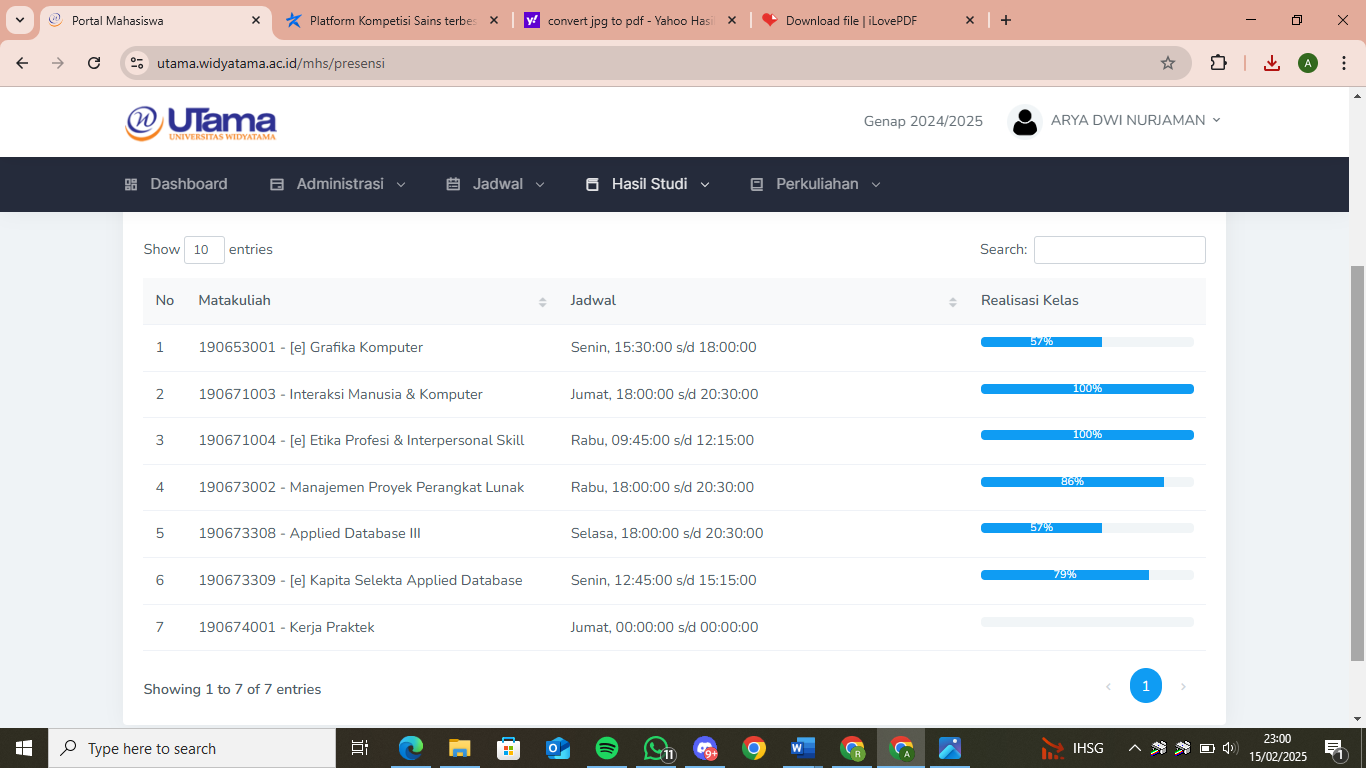 Portal Mahasiswa
Platform Kompetisi Sains terbes
convert jpg to pdf - Yahoo Hasi
Download file | iLovePDF
utama.widyatama.ac.id/mhs/presensi
A
UTama
UNIVERSITAS WIDYATAMA
Genap 2024/2025
ARYA DWI NURJAMAN
Dashboard Administrasi Jadwal Hasil Studi Perkuliahan
Show 10 entries Search:
No Matakuliah Jadwal Realisasi Kelas
1 190653001 - [e] Grafika Komputer Senin, 15:30:00 s/d 18:00:00 57%
2 190671003 - Interaksi Manusia & Komputer Jumat, 18:00:00 s/d 20:30:00 100%
3 190671004 - [e] Etika Profesi & Interpersonal Skill Rabu, 09:45:00 s/d 12:15:00 100%
4 190673002 - Manajemen Proyek Perangkat Lunak Rabu, 18:00:00 s/d 20:30:00 86%
5 190673308 - Applied Database III Selasa, 18:00:00 s/d 20:30:00 57%
6 190673309 - [e] Kapita Selekta Applied Database Senin, 12:45:00 s/d 15:15:00 79%
7 190674001 - Kerja Praktek Jumat, 00:00:00 s/d 00:00:00
Showing 1 to 7 of 7 entries ‹ 1 ›
Type here to search
11
9+
R
A
IHSG
23:00
15/02/2025
1